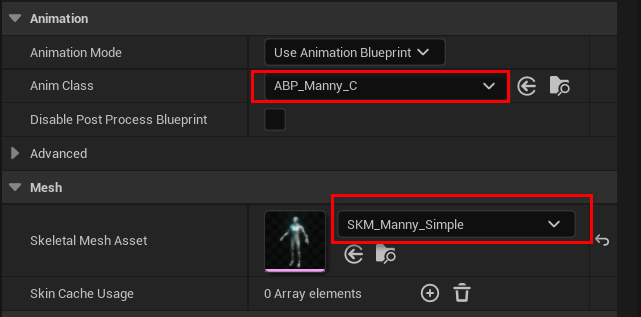 Animation
Animation Mode Use Animation Blueprint
Anim Class ABP_Manny_C
Disable Post Process Blueprint
Advanced
Mesh
Skeletal Mesh Asset SKM_Manny_Simple
Skin Cache Usage 0 Array elements